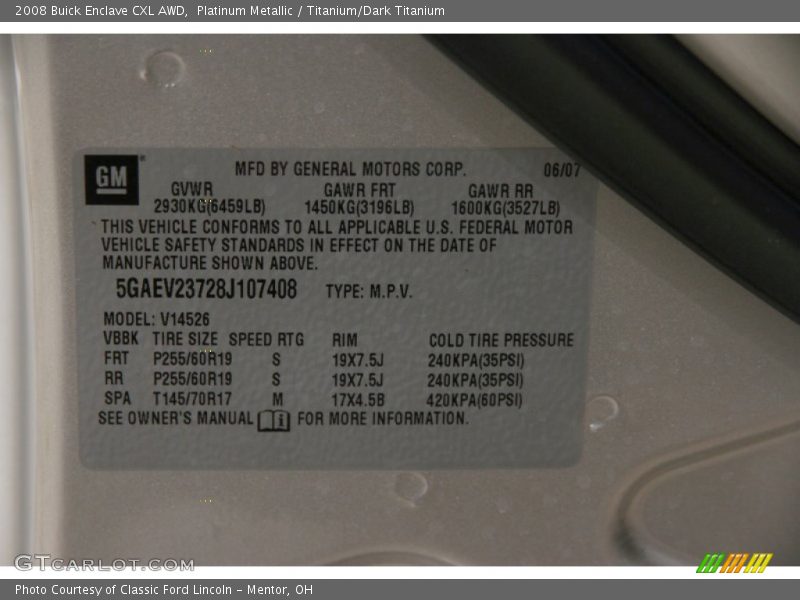 2008 Buick Enclave CXL AWD, Platinum Metallic / Titanium/Dark Titanium
GM
MFD BY GENERAL MOTORS CORP. 06/07
GVWR GAWR FRT GAWR RR
2930KG(6459LB) 1450KG(3196LB) 1600KG(3527LB)
THIS VEHICLE CONFORMS TO ALL APPLICABLE U.S. FEDERAL MOTOR
VEHICLE SAFETY STANDARDS IN EFFECT ON THE DATE OF
MANUFACTURE SHOWN ABOVE.
5GAEV23728J107408 TYPE: M.P.V.
MODEL: V14526
VBBK TIRE SIZE SPEED RTG RIM COLD TIRE PRESSURE
FRT P255/60R19 S 19X7.5J 240KPA(35PSI)
RR P255/60R19 S 19X7.5J 240KPA(35PSI)
SPA T145/70R17 M 17X4.5B 420KPA(60PSI)
SEE OWNER'S MANUAL i FOR MORE INFORMATION.
GTCARLOT.COM
Photo Courtesy of Classic Ford Lincoln - Mentor, OH